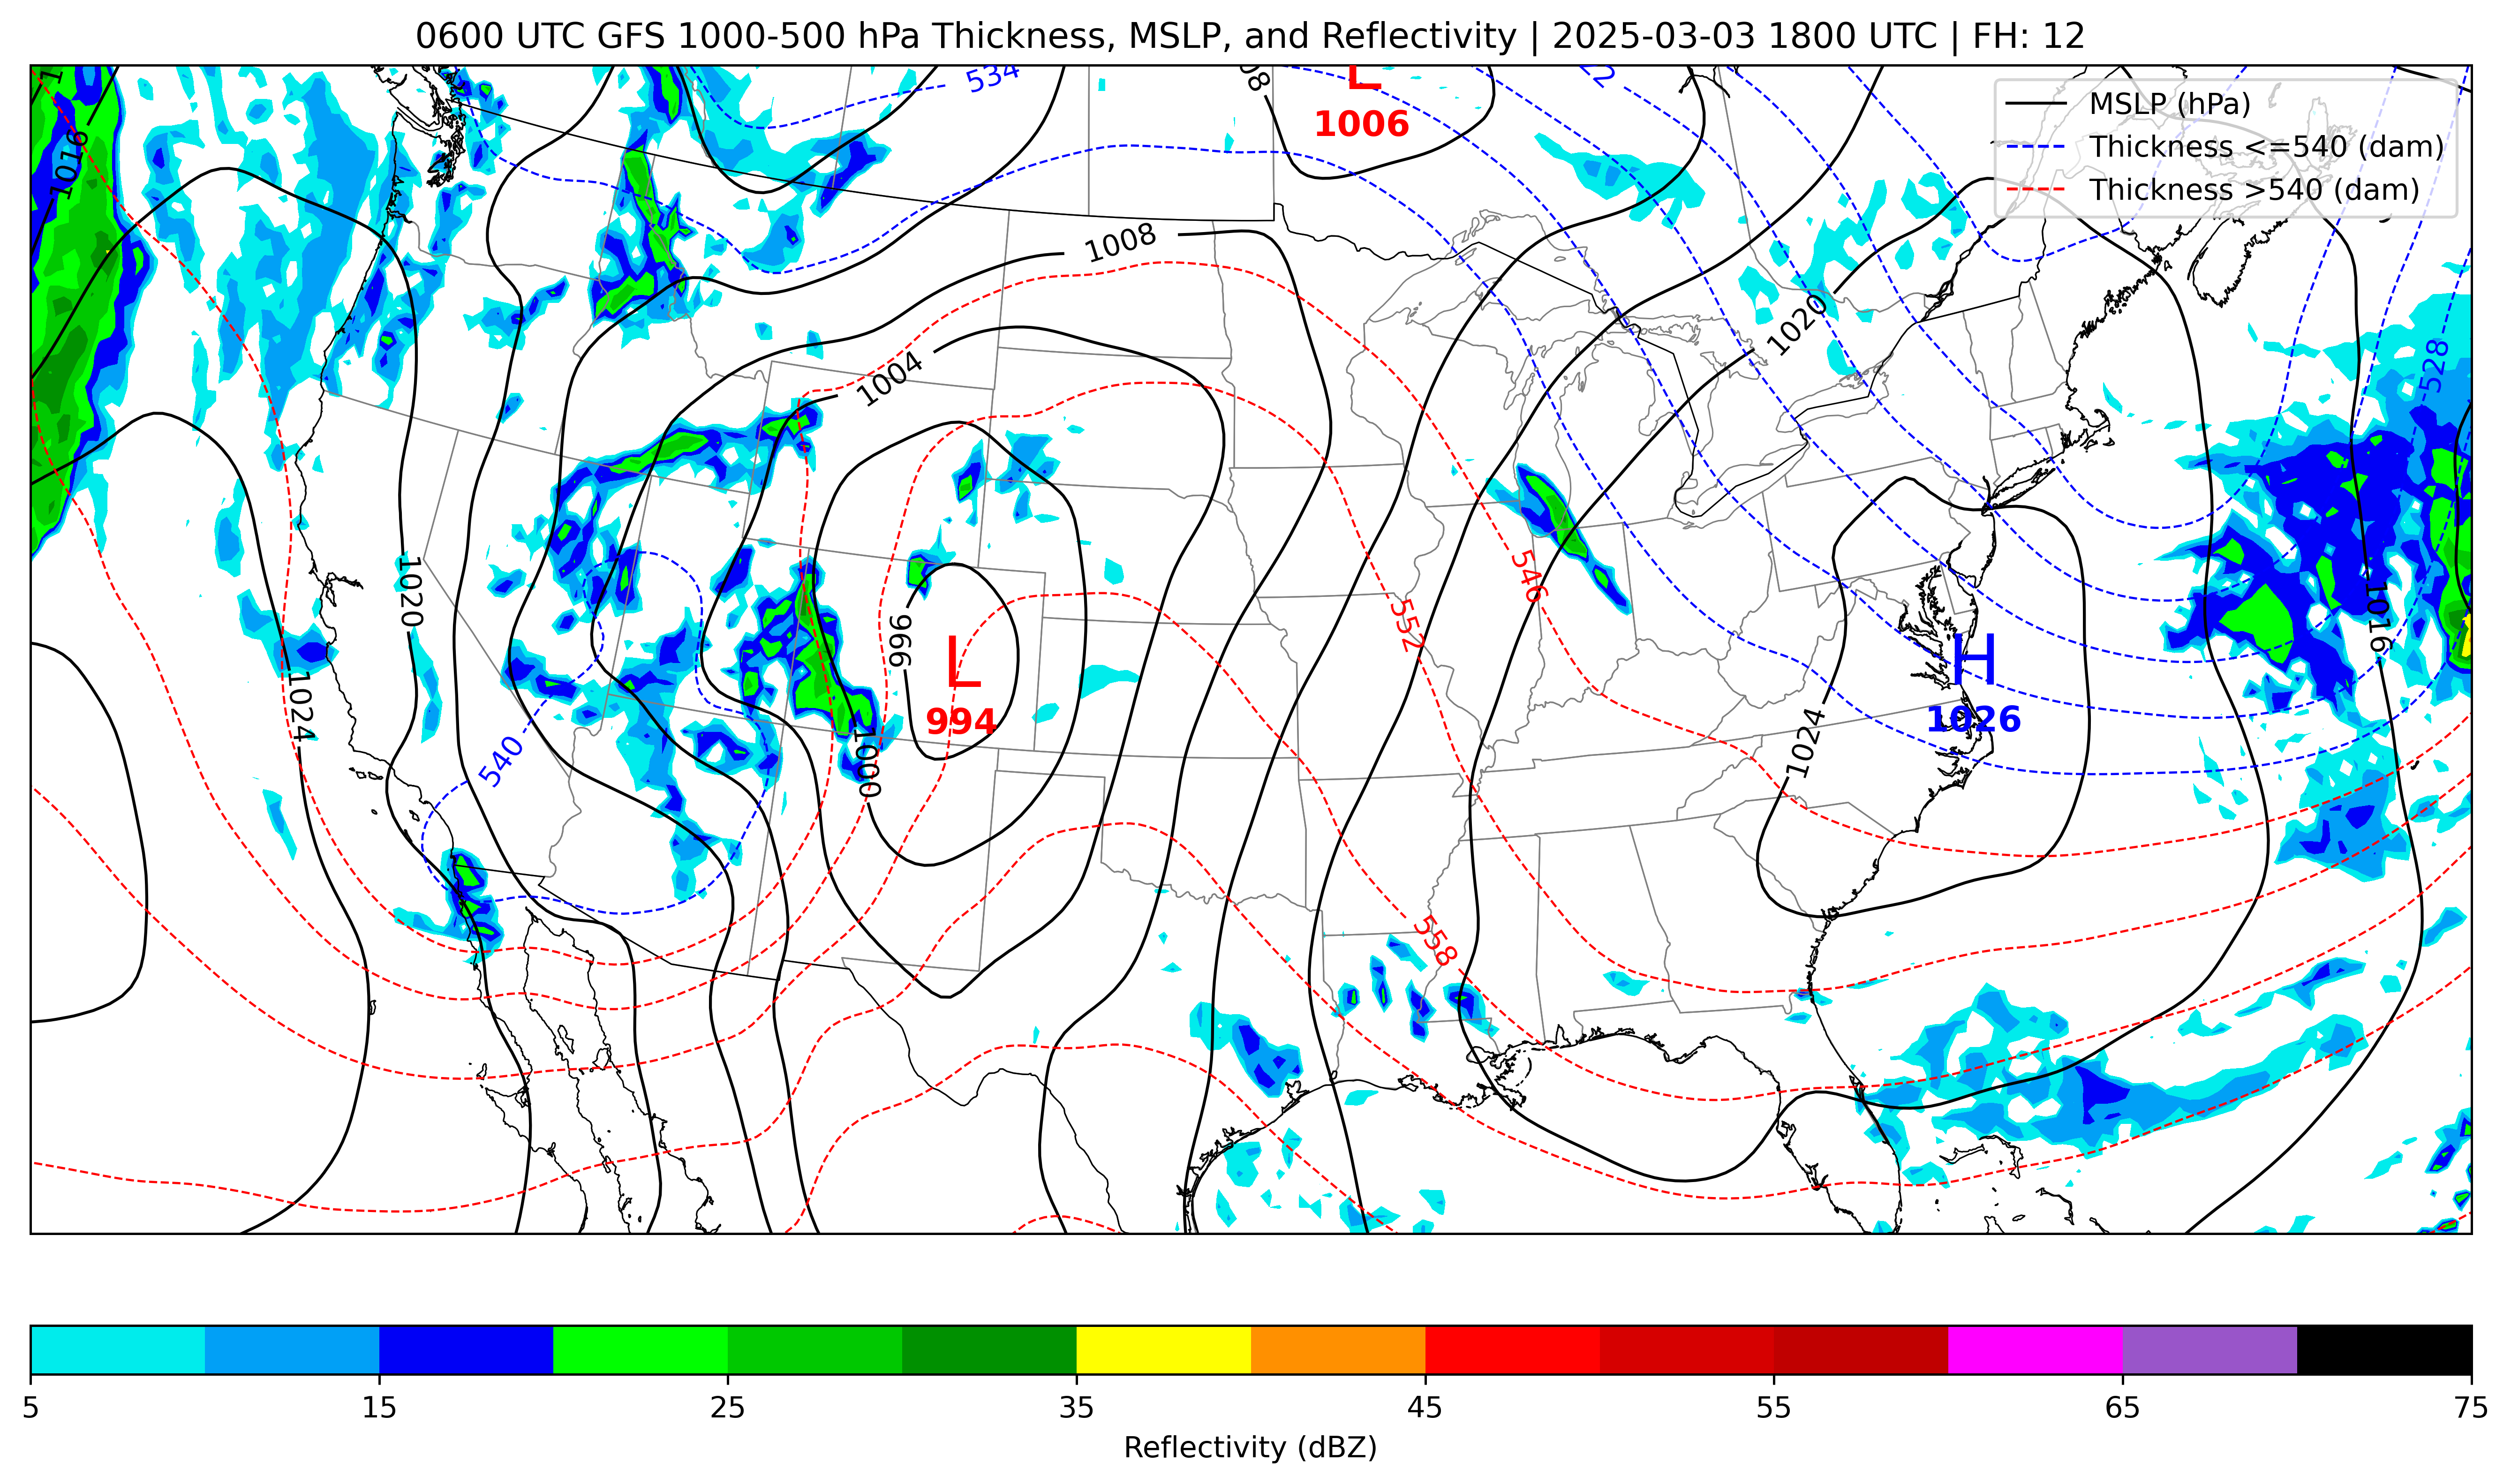 0600 UTC GFS 1000-500 hPa Thickness, MSLP, and Reflectivity | 2025-03-03 1800 UTC | FH: 12
MSLP (hPa)
Thickness <=540 (dam)
Thickness >540 (dam)
534
L
1006
1016
1008
1020
1004
528
1020
996
L
994
546
552
1016
H
1026
1024
1024
540
1000
558
5 15 25 35 45 55 65 75
Reflectivity (dBZ)